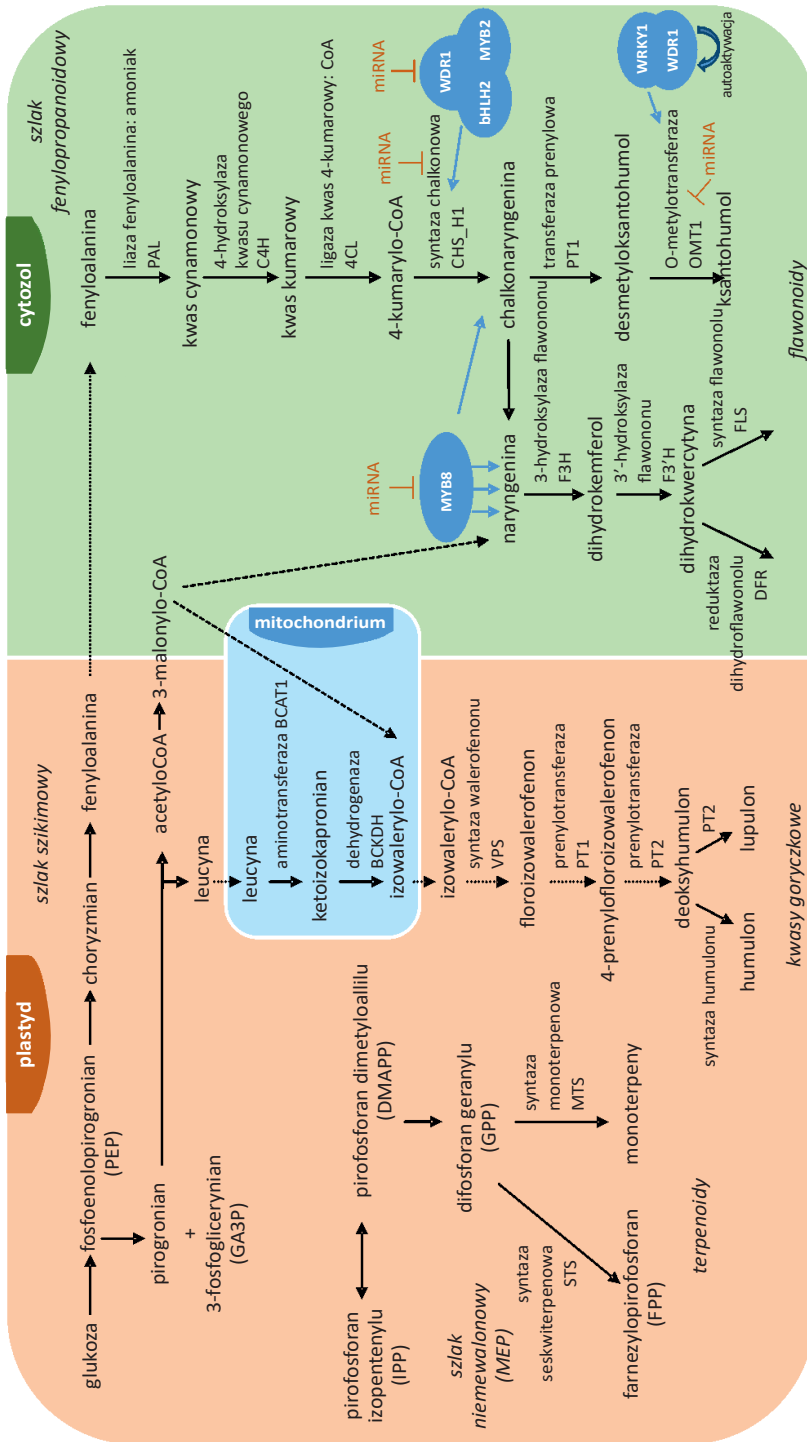 plastyd
cytozol
mitochondrium
szlak szikimowy
szlak
fenylopropanoidowy
glukoza
fosfoenolopirogronian
(PEP)
choryzmian
fenyloalanina
fenyloalanina
pirogronian
+
3-fosfoglicerynian
(GA3P)
acetyloCoA
3-malonylo-CoA
leucyna
leucyna
aminotransferaza BCAT1
ketoizokapronian
dehydrogenaza
BCKDH
izowalerylo-CoA
izowalerylo-CoA
syntaza walerofenonu
VPS
floroizowalerofenon
prenylotransferaza
PT1
4-prenylofloroizowalerofenon
prenylotransferaza
PT2
deoksyhumulon
syntaza humulonu
PT2
humulon
lupulon
kwasy goryczkowe
pirofosforan
izopentenylu
(IPP)
pirofosforan dimetyloallilu
(DMAPP)
szlak
niemewalonowy
(MEP)
difosforan geranylu
(GPP)
syntaza
seskwiterpenowa
STS
syntaza
monoterpenowa
MTS
farnezylopirofosforan
(FPP)
monoterpeny
terpenoidy
liaza fenyloalanina: amoniak
PAL
kwas cynamonowy
4-hydroksylaza
kwasu cynamonowego
C4H
kwas kumarowy
ligaza kwas 4-kumarowy: CoA
4CL
4-kumarylo-CoA
syntaza chalkonowa
CHS_H1
miRNA
miRNA
WDR1
bHLH2
MYB2
chalkonaryngenina
transferaza prenylowa
PT1
desmetyloksantohumol
O-metylotransferaza
OMT1
miRNA
WRKY1
WDR1
autoaktywacja
ksantohumol
miRNA
MYB8
naryngenina
3-hydroksylaza flawononu
F3H
dihydrokemferol
3′-hydroksylaza
flawononu
F3′H
dihydrokwercytyna
syntaza flawonolu
FLS
reduktaza
dihydroflawonolu
DFR
flawonoidy